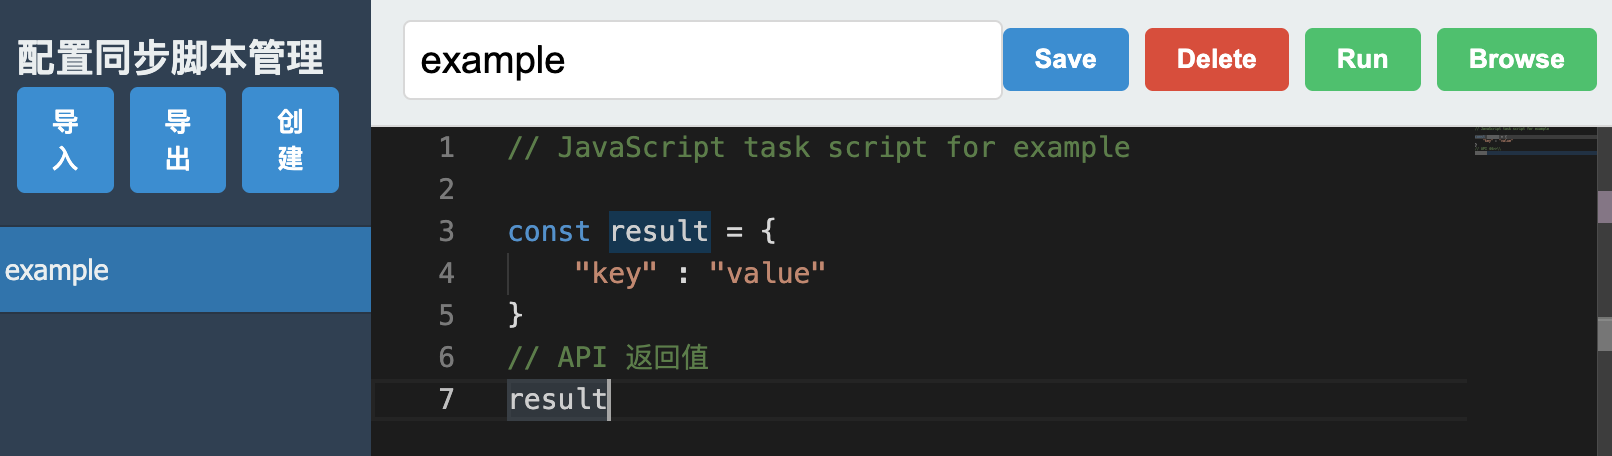 配置同步脚本管理
导入
导出
创建
example
example
Save
Delete
Run
Browse
1 // JavaScript task script for example
2
3 const result = {
4     "key" : "value"
5 }
6 // API 返回值
7 result